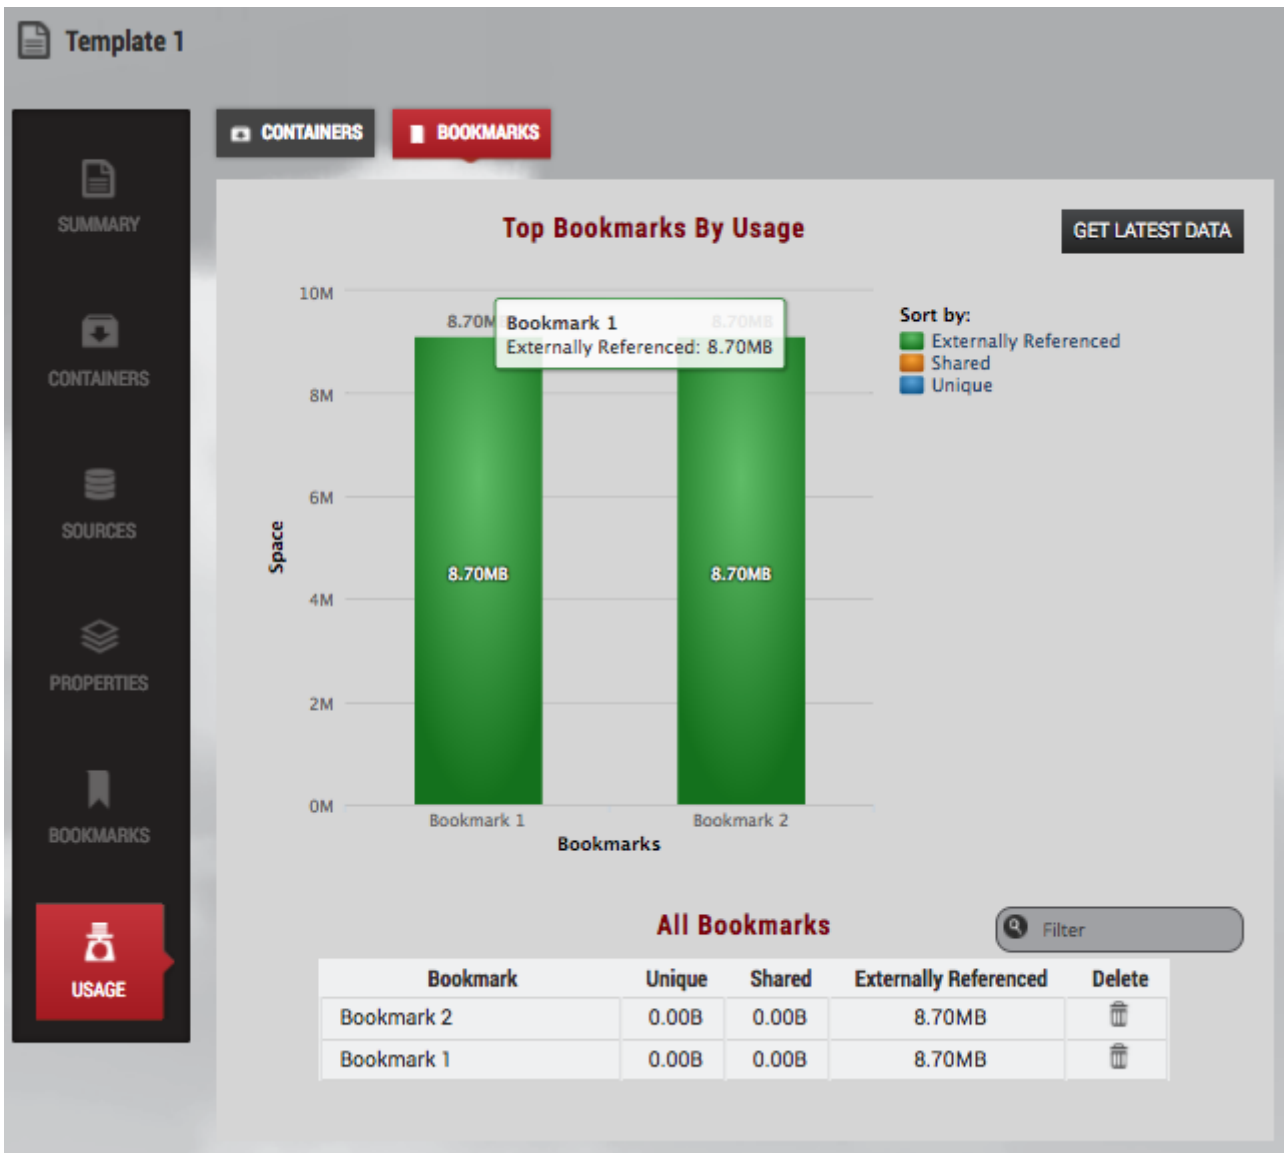 Template 1
CONTAINERS
BOOKMARKS
SUMMARY
CONTAINERS
SOURCES
PROPERTIES
BOOKMARKS
USAGE
Top Bookmarks By Usage
GET LATEST DATA
10M
8M
6M
4M
2M
0M
Space
8.70M
8.70MB
Bookmark 1
Externally Referenced: 8.70MB
8.70MB
8.70MB
Bookmark 1
Bookmark 2
Bookmarks
Sort by:
Externally Referenced
Shared
Unique
All Bookmarks
Filter
Bookmark Unique Shared Externally Referenced Delete
Bookmark 2 0.00B 0.00B 8.70MB
Bookmark 1 0.00B 0.00B 8.70MB